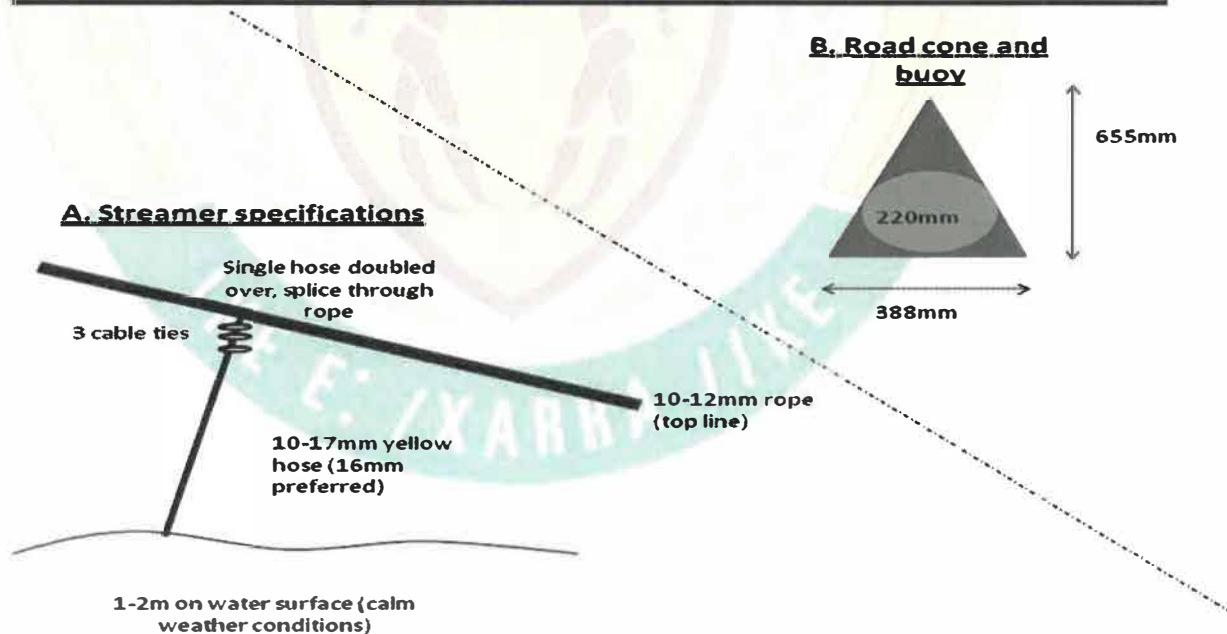 B. Road cone and
buoy
655mm
220mm
388mm
A. Streamer specifications
Single hose doubled
over, splice through
rope
3 cable ties
10-12mm rope
(top line)
10-17mm yellow
hose (16mm
preferred)
1-2m on water surface (calm
weather conditions)
E: /XARRA //KE